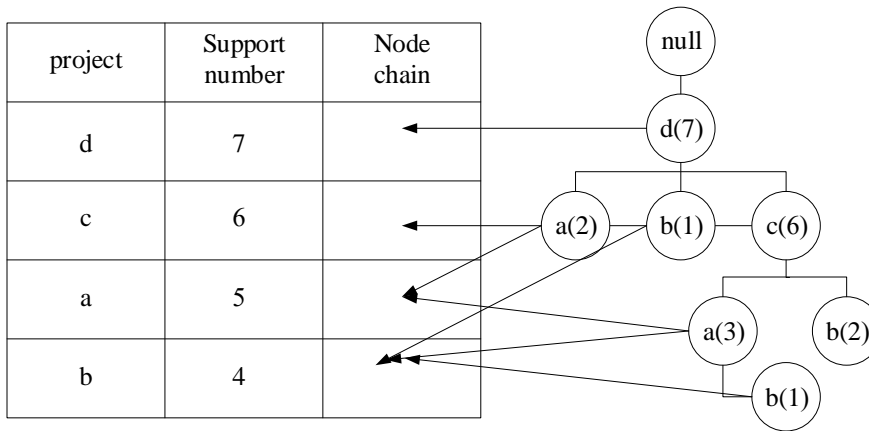 project
Support
number
Node
chain
d
7
c
6
a
5
b
4
null
d(7)
a(2)
b(1)
c(6)
a(3)
b(2)
b(1)